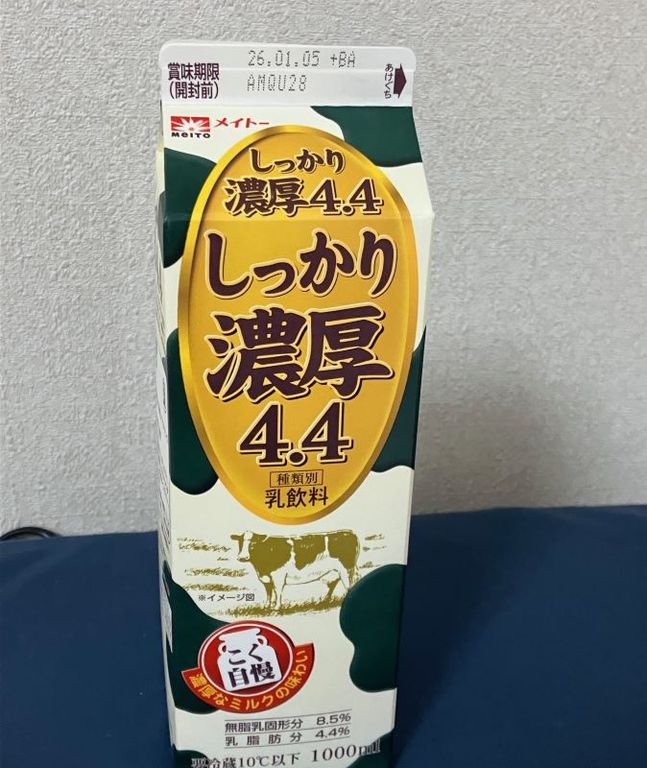 賞味期限
(開封前)
26.01.05 +BA
AMQU28
あけくち
MEITO
メイトー
しっかり
濃厚4.4
しっかり
濃厚
4.4
種類別
乳飲料
※イメージ図
こく
自慢
濃厚なミルクの味わい
無脂乳固形分 8.5%
乳脂肪分 4.4%
要冷蔵10℃以下 1000ml